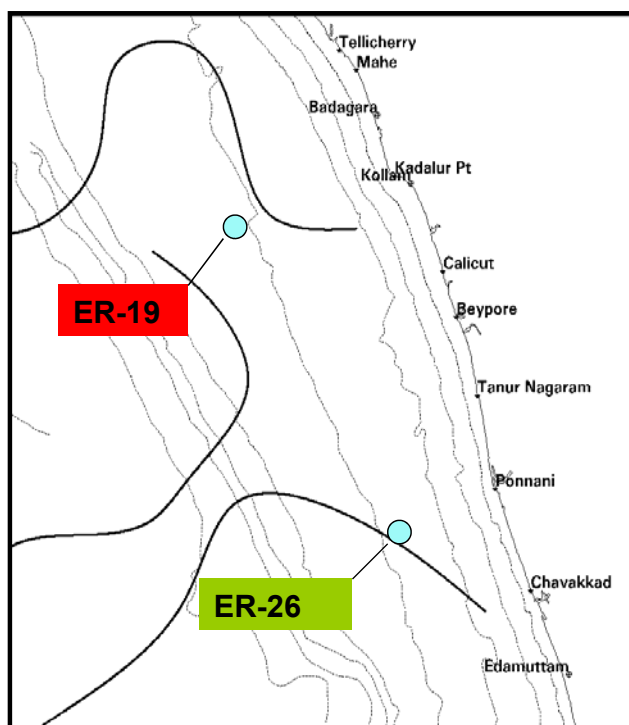 Tellicherry
Mahe
Badagara
Kadalur Pt
Kollam
Calicut
ER-19
Beypore
Tanur Nagaram
Ponnani
Chavakkad
ER-26
Edamuttam